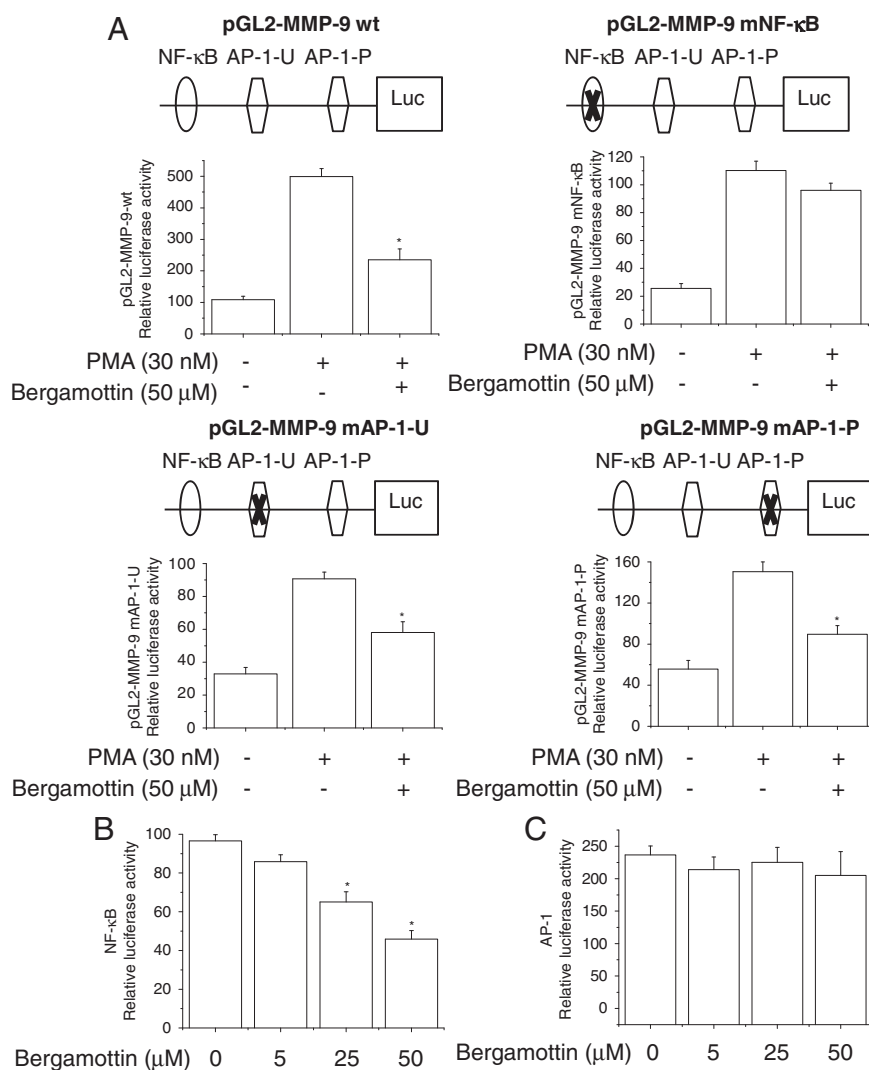 A
pGL2-MMP-9 wt
NF-κB AP-1-U AP-1-P
Luc
pGL2-MMP-9-wt
Relative luciferase activity
500
400
300
200
100
0
PMA (30 nM) - + +
Bergamottin (50 μM) - - +
*
pGL2-MMP-9 mNF-κB
NF-κB AP-1-U AP-1-P
Luc
pGL2-MMP-9 mNF-κB
Relative luciferase activity
120
100
80
60
40
20
0
PMA (30 nM) - + +
Bergamottin (50 μM) - - +
pGL2-MMP-9 mAP-1-U
NF-κB AP-1-U AP-1-P
Luc
pGL2-MMP-9 mAP-1-U
Relative luciferase activity
100
80
60
40
20
0
*
PMA (30 nM) - + +
Bergamottin (50 μM) - - +
pGL2-MMP-9 mAP-1-P
NF-κB AP-1-U AP-1-P
Luc
pGL2-MMP-9 mAP-1-P
Relative luciferase activity
160
120
80
60
40
0
*
PMA (30 nM) - + +
Bergamottin (50 μM) - - +
B
NF-κB
Relative luciferase activity
100
80
60
40
20
0
*
*
Bergamottin (μM) 0 5 25 50
C
AP-1
Relative luciferase activity
250
200
150
100
250
0
Bergamottin (μM) 0 5 25 50